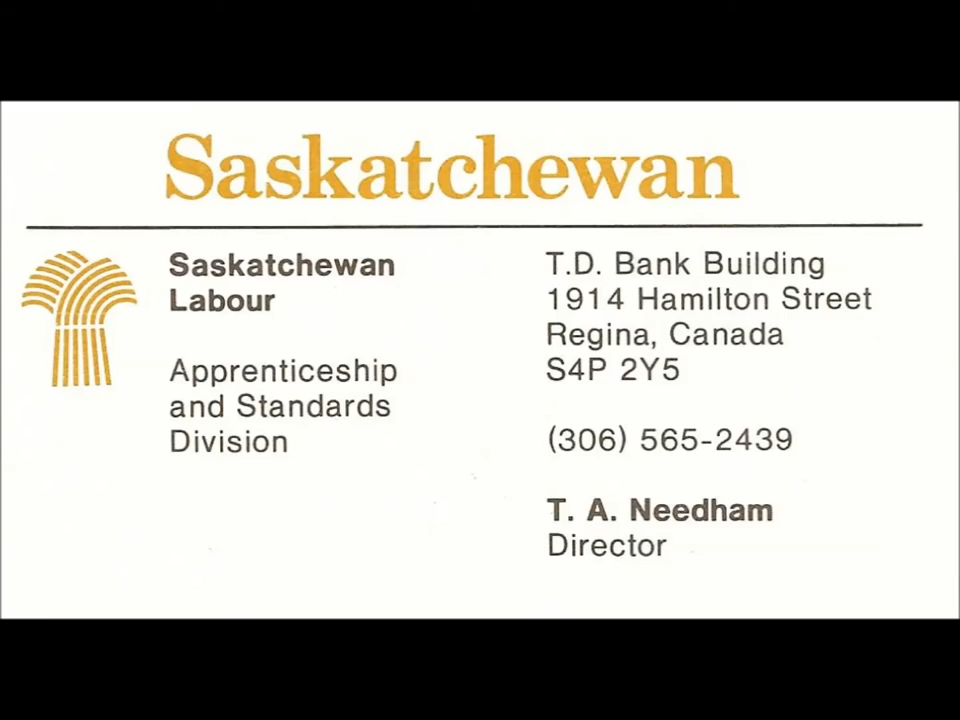 Saskatchewan
Saskatchewan
Labour
Apprenticeship
and Standards
Division
T.D. Bank Building
1914 Hamilton Street
Regina, Canada
S4P 2Y5
(306) 565-2439
T. A. Needham
Director